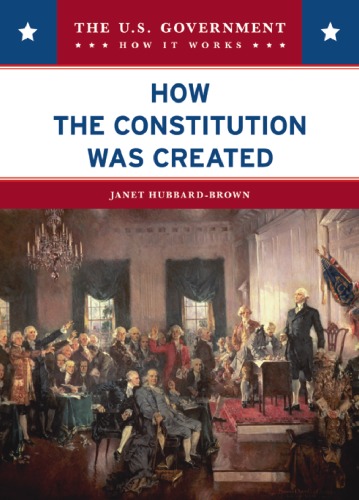 THE U.S. GOVERNMENT
HOW IT WORKS
HOW
THE CONSTITUTION
WAS CREATED
JANET HUBBARD-BROWN